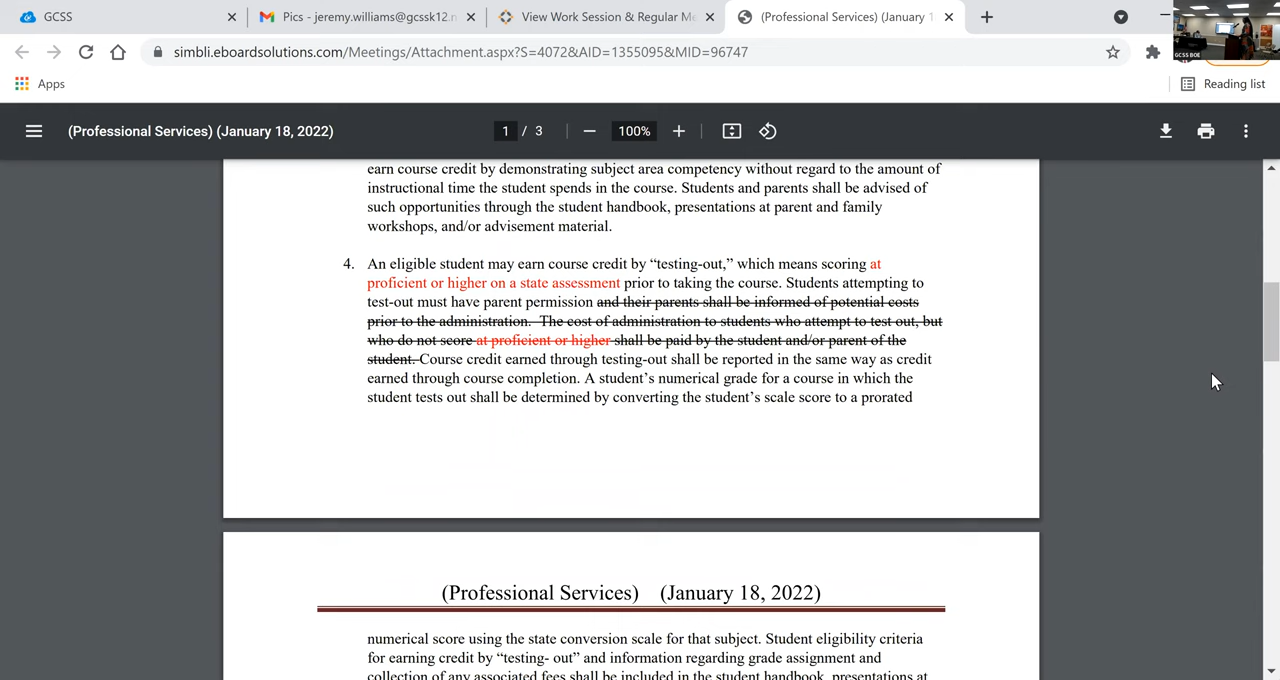 GCSS
Pics - jeremy.williams@gcssk12.n
View Work Session & Regular Me
(Professional Services) (January 1
simbli.eboardsolutions.com/Meetings/Attachment.aspx?S=4072&AID=1355095&MID=96747
GCSS BOE
Apps
Reading list
(Professional Services) (January 18, 2022)
1 / 3
100%
earn course credit by demonstrating subject area competency without regard to the amount of
instructional time the student spends in the course. Students and parents shall be advised of
such opportunities through the student handbook, presentations at parent and family
workshops, and/or advisement material.
4. An eligible student may earn course credit by “testing-out,” which means scoring at
proficient or higher on a state assessment prior to taking the course. Students attempting to
test-out must have parent permission and their parents shall be informed of potential costs
prior to the administration. The cost of administration to students who attempt to test out, but
who do not score at proficient or higher shall be paid by the student and/or parent of the
student. Course credit earned through testing-out shall be reported in the same way as credit
earned through course completion. A student’s numerical grade for a course in which the
student tests out shall be determined by converting the student’s scale score to a prorated
(Professional Services) (January 18, 2022)
numerical score using the state conversion scale for that subject. Student eligibility criteria
for earning credit by “testing- out” and information regarding grade assignment and
collection of any associated fees shall be included in the student handbook, presentations at